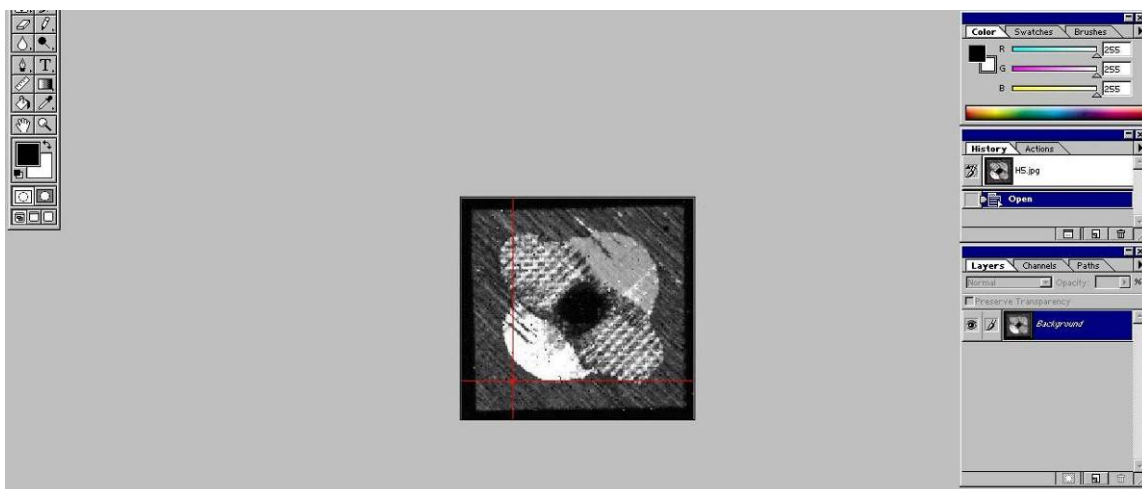 Color Swatches Brushes
R 255
G 255
B 255
T
History Actions
H5.jpg
Open
Layers Channels Paths
Normal Opacity: %
Preserve Transparency
Background